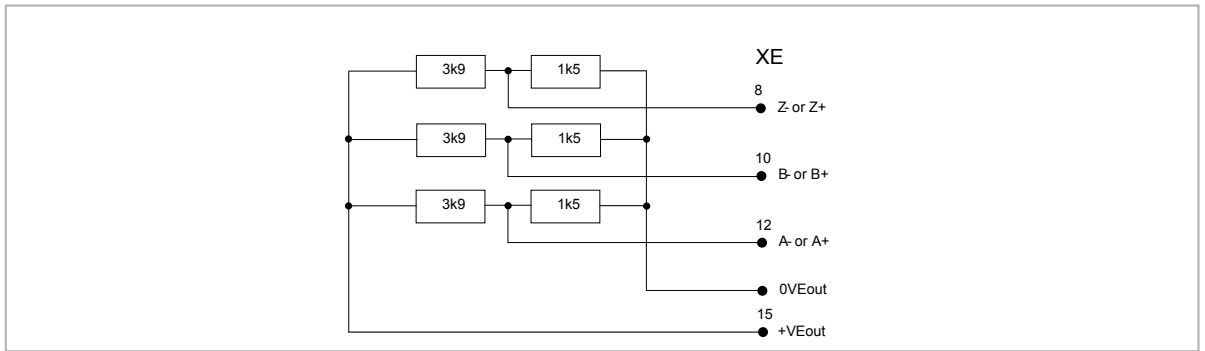 XE
3k9 1k5
8
Z- or Z+
3k9 1k5
10
B- or B+
3k9 1k5
12
A- or A+
0VEout
15
+VEout